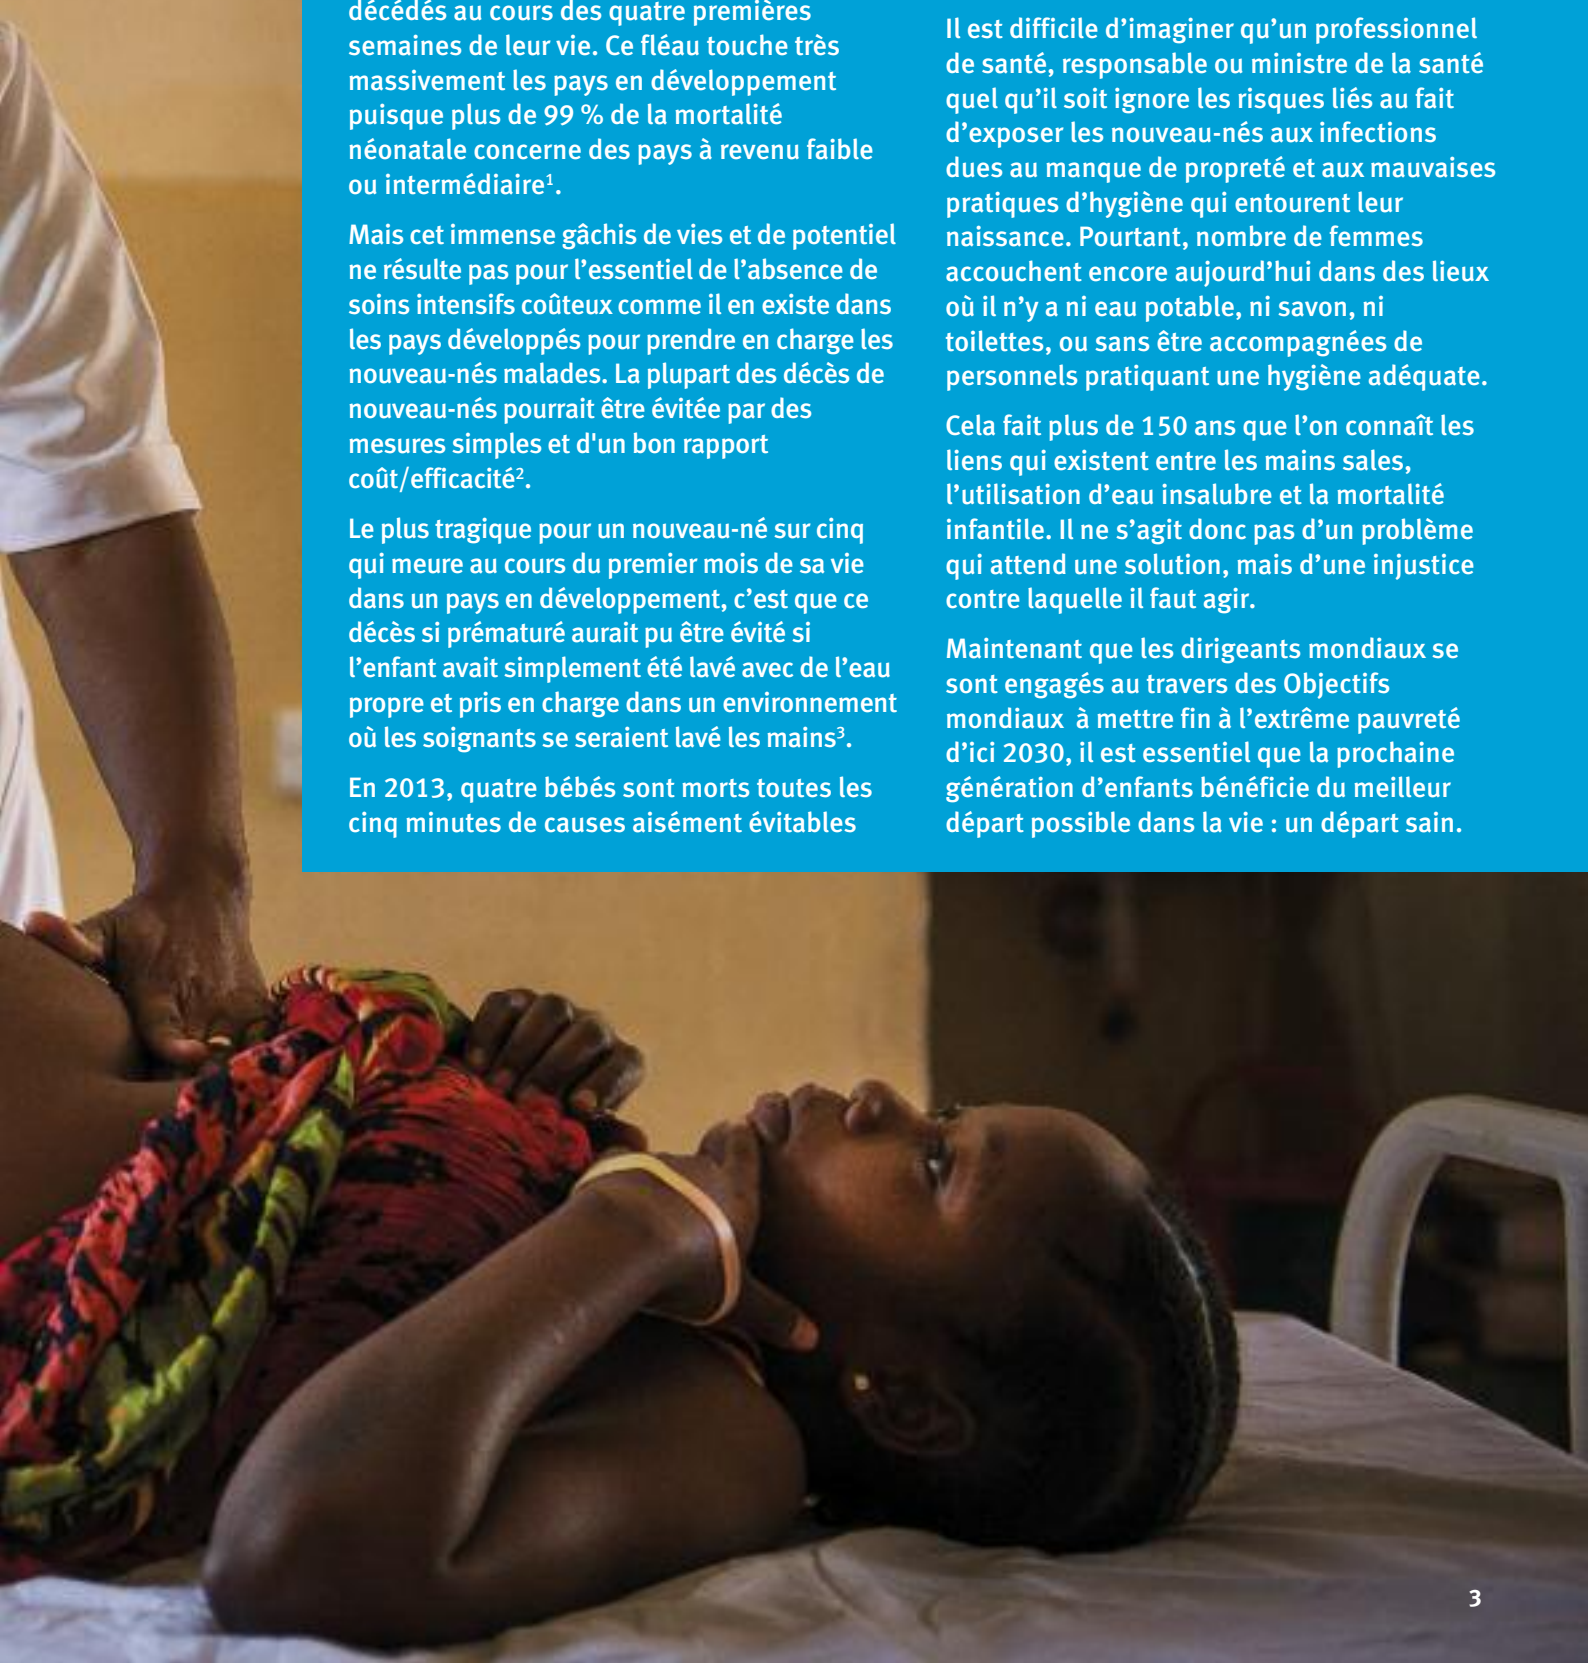 décédés au cours des quatre premières
semaines de leur vie. Ce fléau touche très
massivement les pays en développement
puisque plus de 99 % de la mortalité
néonatale concerne des pays à revenu faible
ou intermédiaire¹.
Mais cet immense gâchis de vies et de potentiel
ne résulte pas pour l’essentiel de l’absence de
soins intensifs coûteux comme il en existe dans
les pays développés pour prendre en charge les
nouveau-nés malades. La plupart des décès de
nouveau-nés pourrait être évitée par des
mesures simples et d'un bon rapport
coût/efficacité².
Le plus tragique pour un nouveau-né sur cinq
qui meure au cours du premier mois de sa vie
dans un pays en développement, c’est que ce
décès si prématuré aurait pu être évité si
l’enfant avait simplement été lavé avec de l’eau
propre et pris en charge dans un environnement
où les soignants se seraient lavé les mains³.
En 2013, quatre bébés sont morts toutes les
cinq minutes de causes aisément évitables
Il est difficile d’imaginer qu’un professionnel
de santé, responsable ou ministre de la santé
quel qu’il soit ignore les risques liés au fait
d’exposer les nouveau-nés aux infections
dues au manque de propreté et aux mauvaises
pratiques d’hygiène qui entourent leur
naissance. Pourtant, nombre de femmes
accouchent encore aujourd’hui dans des lieux
où il n’y a ni eau potable, ni savon, ni
toilettes, ou sans être accompagnées de
personnels pratiquant une hygiène adéquate.
Cela fait plus de 150 ans que l’on connaît les
liens qui existent entre les mains sales,
l’utilisation d’eau insalubre et la mortalité
infantile. Il ne s’agit donc pas d’un problème
qui attend une solution, mais d’une injustice
contre laquelle il faut agir.
Maintenant que les dirigeants mondiaux se
sont engagés au travers des Objectifs
mondiaux à mettre fin à l’extrême pauvreté
d’ici 2030, il est essentiel que la prochaine
génération d’enfants bénéficie du meilleur
départ possible dans la vie : un départ sain.
3